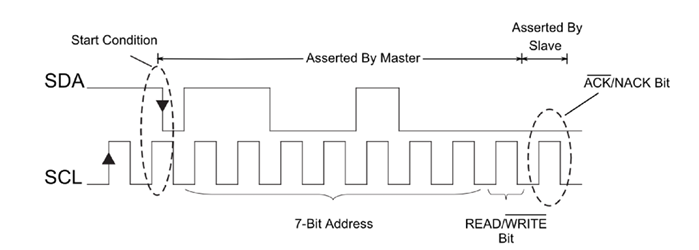 Asserted By
Slave
Start Condition
Asserted By Master
SDA
ACK/NACK Bit
SCL
7-Bit Address
READ/WRITE
Bit